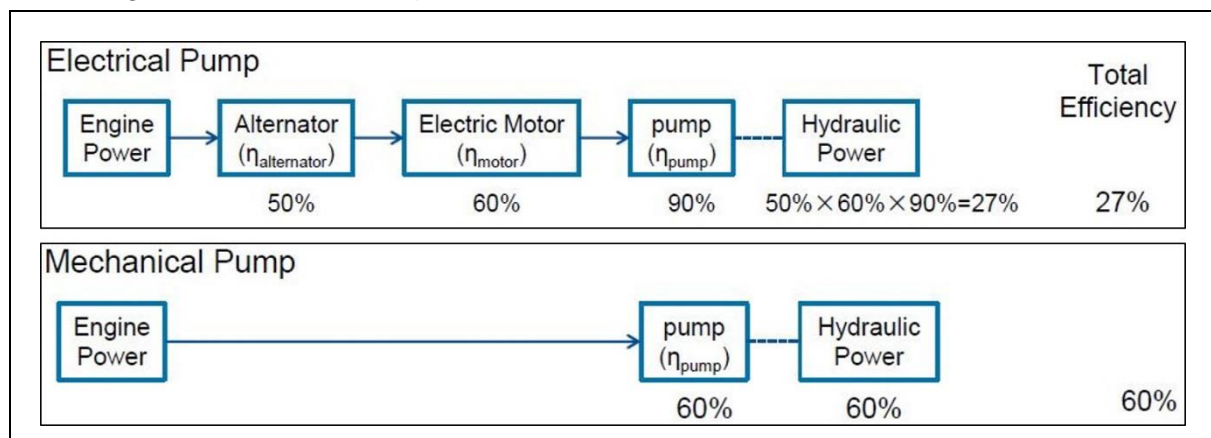 Electrical Pump
Total
Efficiency
Engine
Power
Alternator
(ηalternator)
Electric Motor
(ηmotor)
pump
(ηpump)
Hydraulic
Power
50%
60%
90%
50%×60%×90%=27%
27%
Mechanical Pump
Engine
Power
pump
(ηpump)
Hydraulic
Power
60%
60%
60%